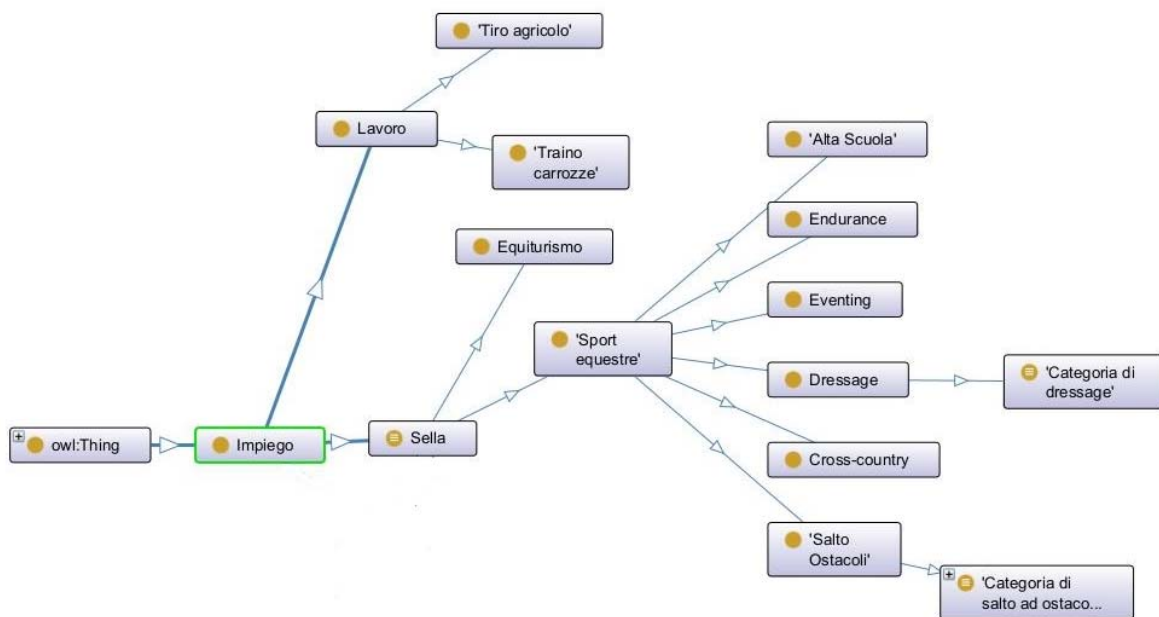 'Tiro agricolo'
Lavoro
'Traino
carrozze'
'Alta Scuola'
Endurance
Equiturismo
Eventing
'Sport
equestre'
Dressage
'Categoria di
dressage'
owl:Thing
Impiego
Sella
Cross-country
'Salto
Ostacoli'
'Categoria di
salto ad ostaco...